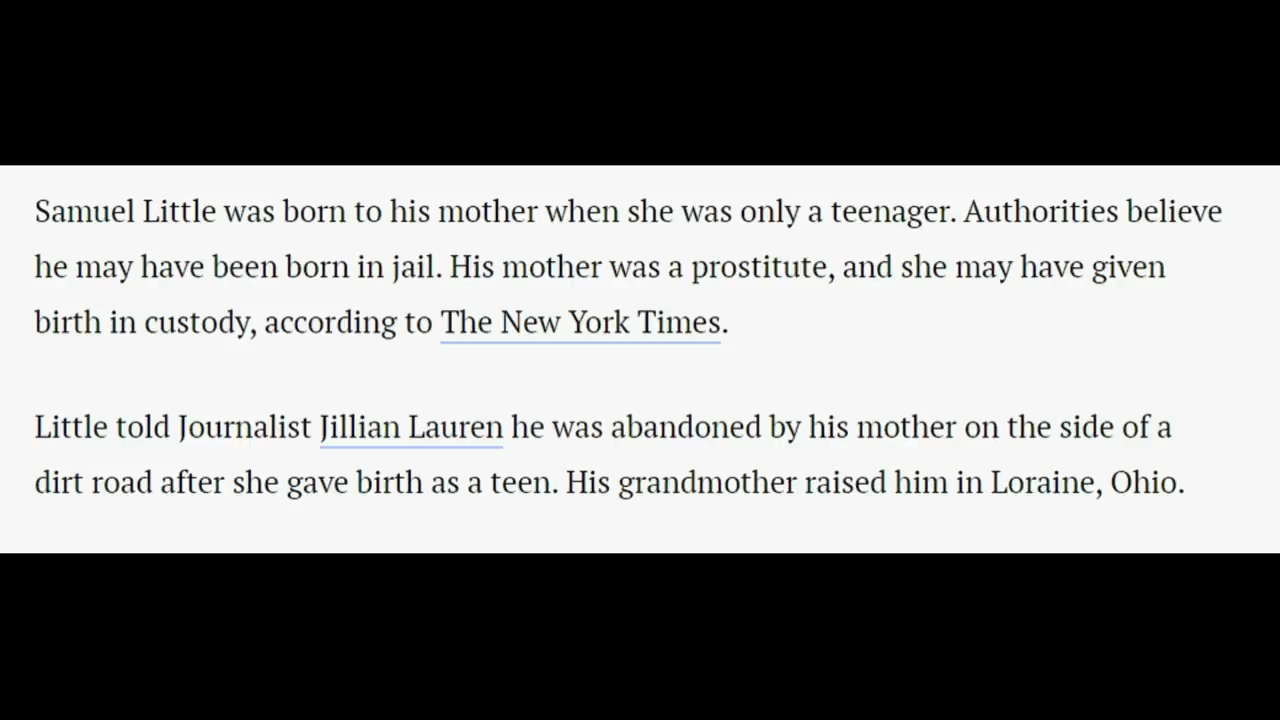 Samuel Little was born to his mother when she was only a teenager. Authorities believe
he may have been born in jail. His mother was a prostitute, and she may have given
birth in custody, according to The New York Times.
Little told Journalist Jillian Lauren he was abandoned by his mother on the side of a
dirt road after she gave birth as a teen. His grandmother raised him in Loraine, Ohio.